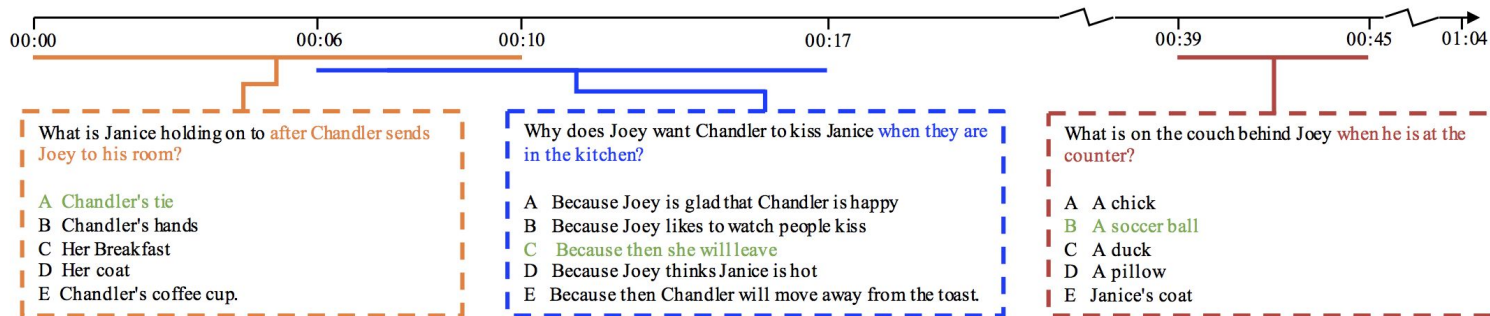 00:00 00:06 00:10 00:17 00:39 00:45 01:04
What is Janice holding on to after Chandler sends
Joey to his room?
A Chandler's tie
B Chandler's hands
C Her Breakfast
D Her coat
E Chandler's coffee cup.
Why does Joey want Chandler to kiss Janice when they are
in the kitchen?
A Because Joey is glad that Chandler is happy
B Because Joey likes to watch people kiss
C Because then she will leave
D Because Joey thinks Janice is hot
E Because then Chandler will move away from the toast.
What is on the couch behind Joey when he is at the
counter?
A A chick
B A soccer ball
C A duck
D A pillow
E Janice's coat